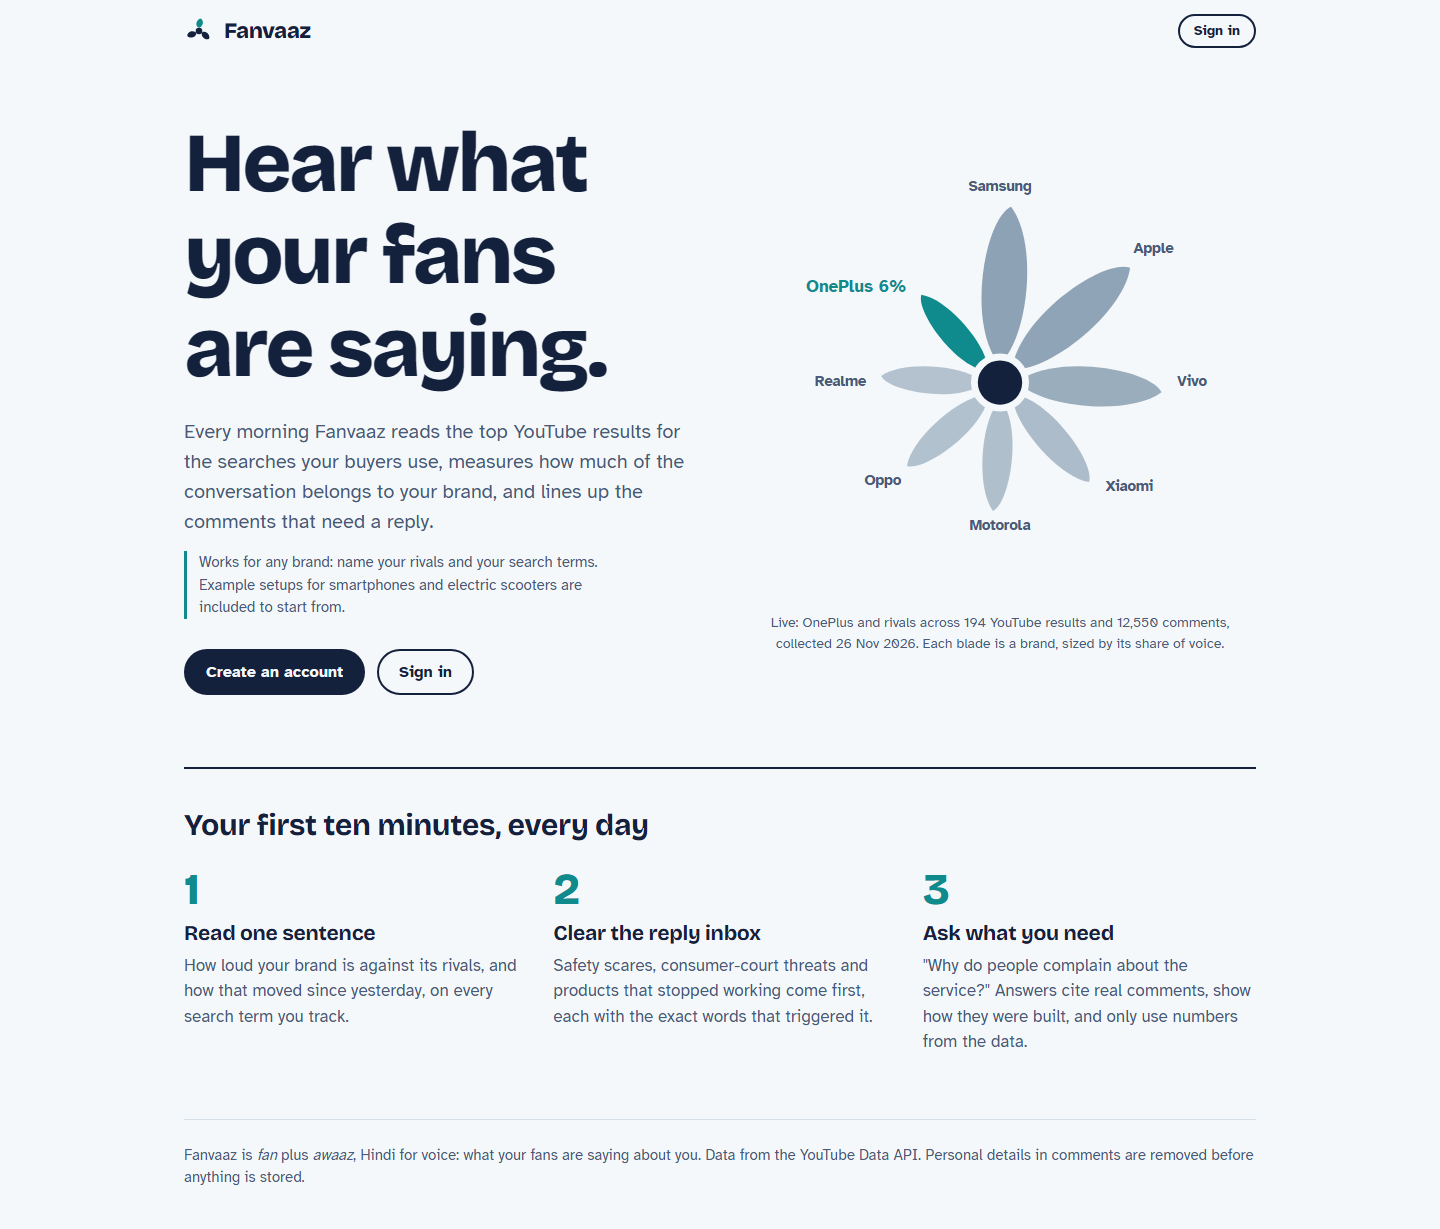 Fanvaaz
Sign in
Hear what
your fans
are saying.
Every morning Fanvaaz reads the top YouTube results for
the searches your buyers use, measures how much of the
conversation belongs to your brand, and lines up the
comments that need a reply.
Works for any brand: name your rivals and your search terms.
Example setups for smartphones and electric scooters are
included to start from.
Create an account
Sign in
Samsung
Apple
OnePlus 6%
Realme
Vivo
Oppo
Xiaomi
Motorola
Live: OnePlus and rivals across 194 YouTube results and 12,550 comments,
collected 26 Nov 2026. Each blade is a brand, sized by its share of voice.
Your first ten minutes, every day
1
Read one sentence
How loud your brand is against its rivals, and
how that moved since yesterday, on every
search term you track.
2
Clear the reply inbox
Safety scares, consumer-court threats and
products that stopped working come first,
each with the exact words that triggered it.
3
Ask what you need
"Why do people complain about the
service?" Answers cite real comments, show
how they were built, and only use numbers
from the data.
Fanvaaz is fan plus awaaz, Hindi for voice: what your fans are saying about you. Data from the YouTube Data API. Personal details in comments are removed before
anything is stored.